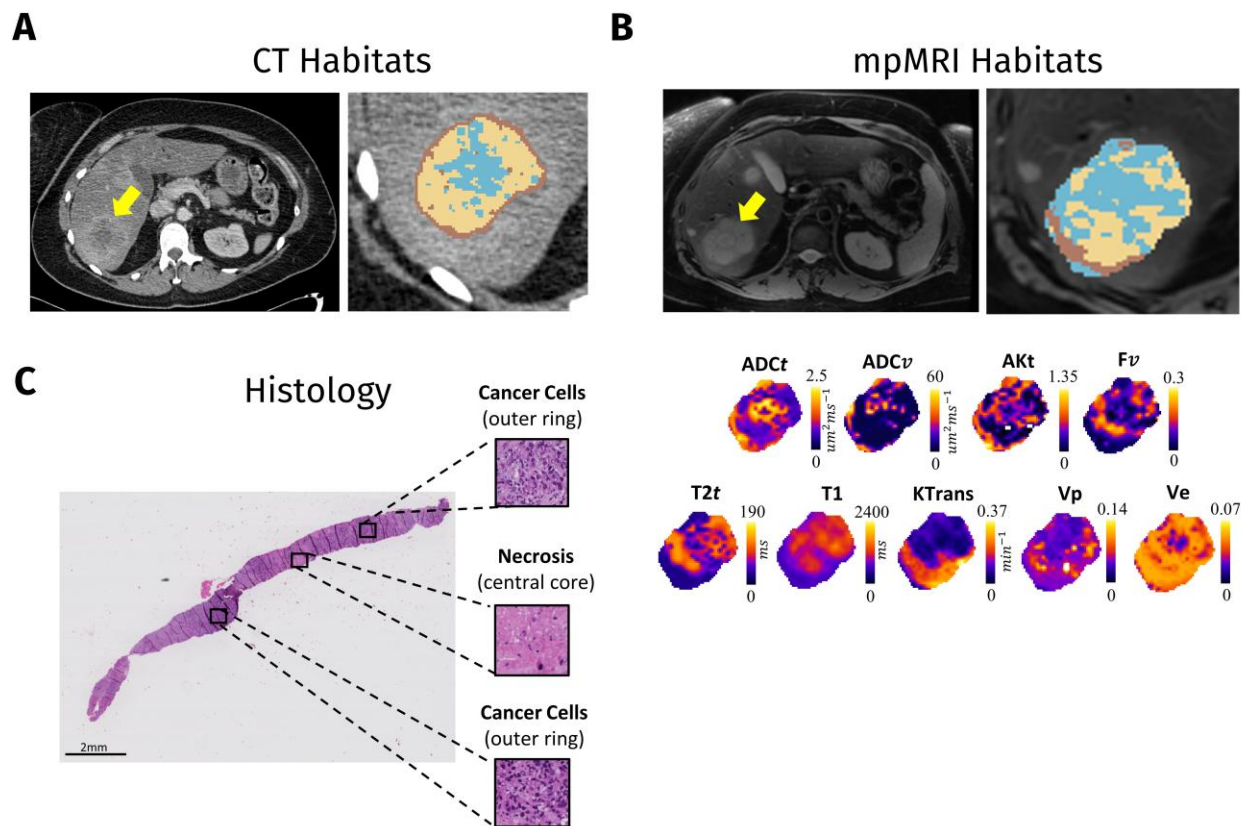 A
CT Habitats
B
mpMRI Habitats
ADCt
2.5
um²ms⁻¹
0
ADCv
60
um²ms⁻¹
0
AKt
1.35
0
Fv
0.3
0
T2t
190
ms
0
T1
2400
ms
0
KTrans
0.37
min⁻¹
0
Vp
0.14
0
Ve
0.07
0
C
Histology
Cancer Cells
(outer ring)
Necrosis
(central core)
Cancer Cells
(outer ring)
2mm